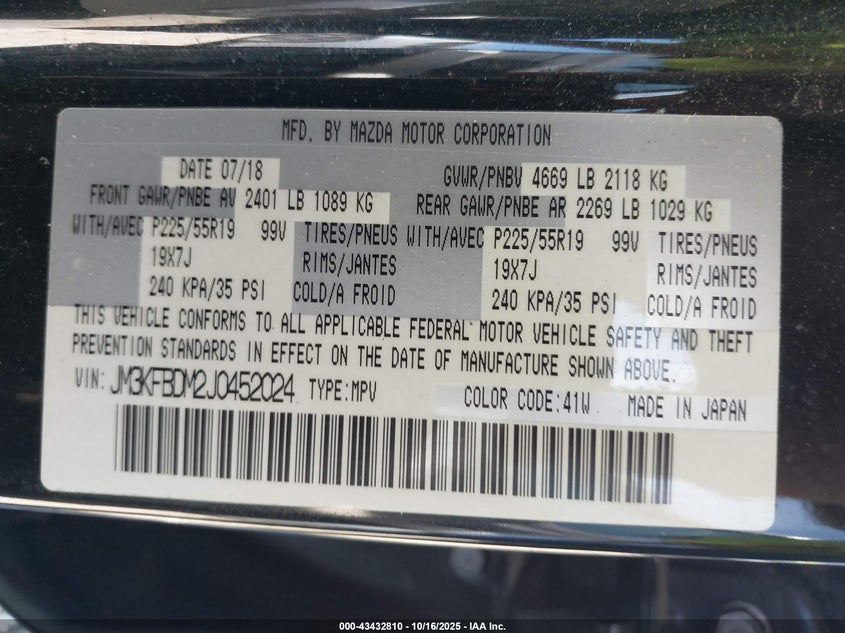 MFD. BY MAZDA MOTOR CORPORATION
DATE 07/18 GVWR/PNBV 4669 LB 2118 KG
FRONT GAWR/PNBE AV 2401 LB 1089 KG REAR GAWR/PNBE AR 2269 LB 1029 KG
WITH/AVEC P225/55R19 99V TIRES/PNEUS WITH/AVEC P225/55R19 99V TIRES/PNEUS
19X7J RIMS/JANTES 19X7J RIMS/JANTES
240 KPA/35 PSI COLD/A FROID 240 KPA/35 PSI COLD/A FROID
THIS VEHICLE CONFORMS TO ALL APPLICABLE FEDERAL MOTOR VEHICLE SAFETY AND THEFT
PREVENTION STANDARDS IN EFFECT ON THE DATE OF MANUFACTURE SHOWN ABOVE.
VIN: JM3KFBDM2J0452024 TYPE:MPV COLOR CODE:41W MADE IN JAPAN
000-43432810 - 10/16/2025 - IAA Inc.